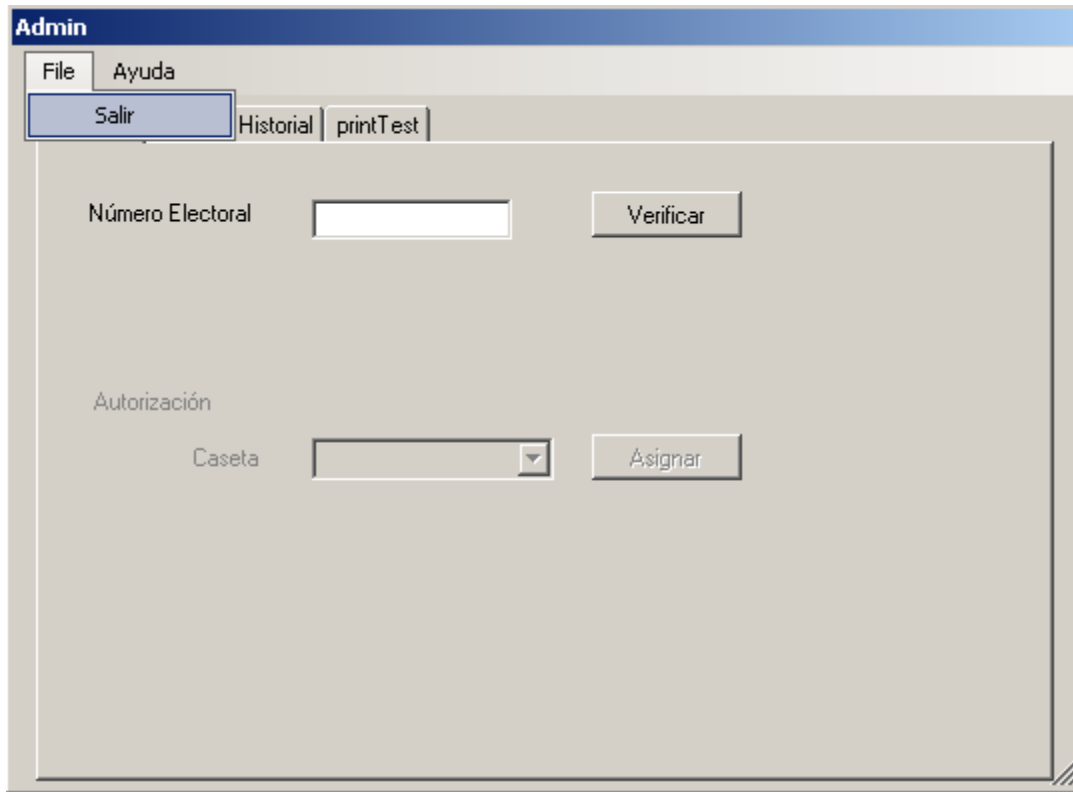 Admin
File Ayuda
Salir
Historial printTest
Número Electoral Verificar
Autorización
Caseta Asignar